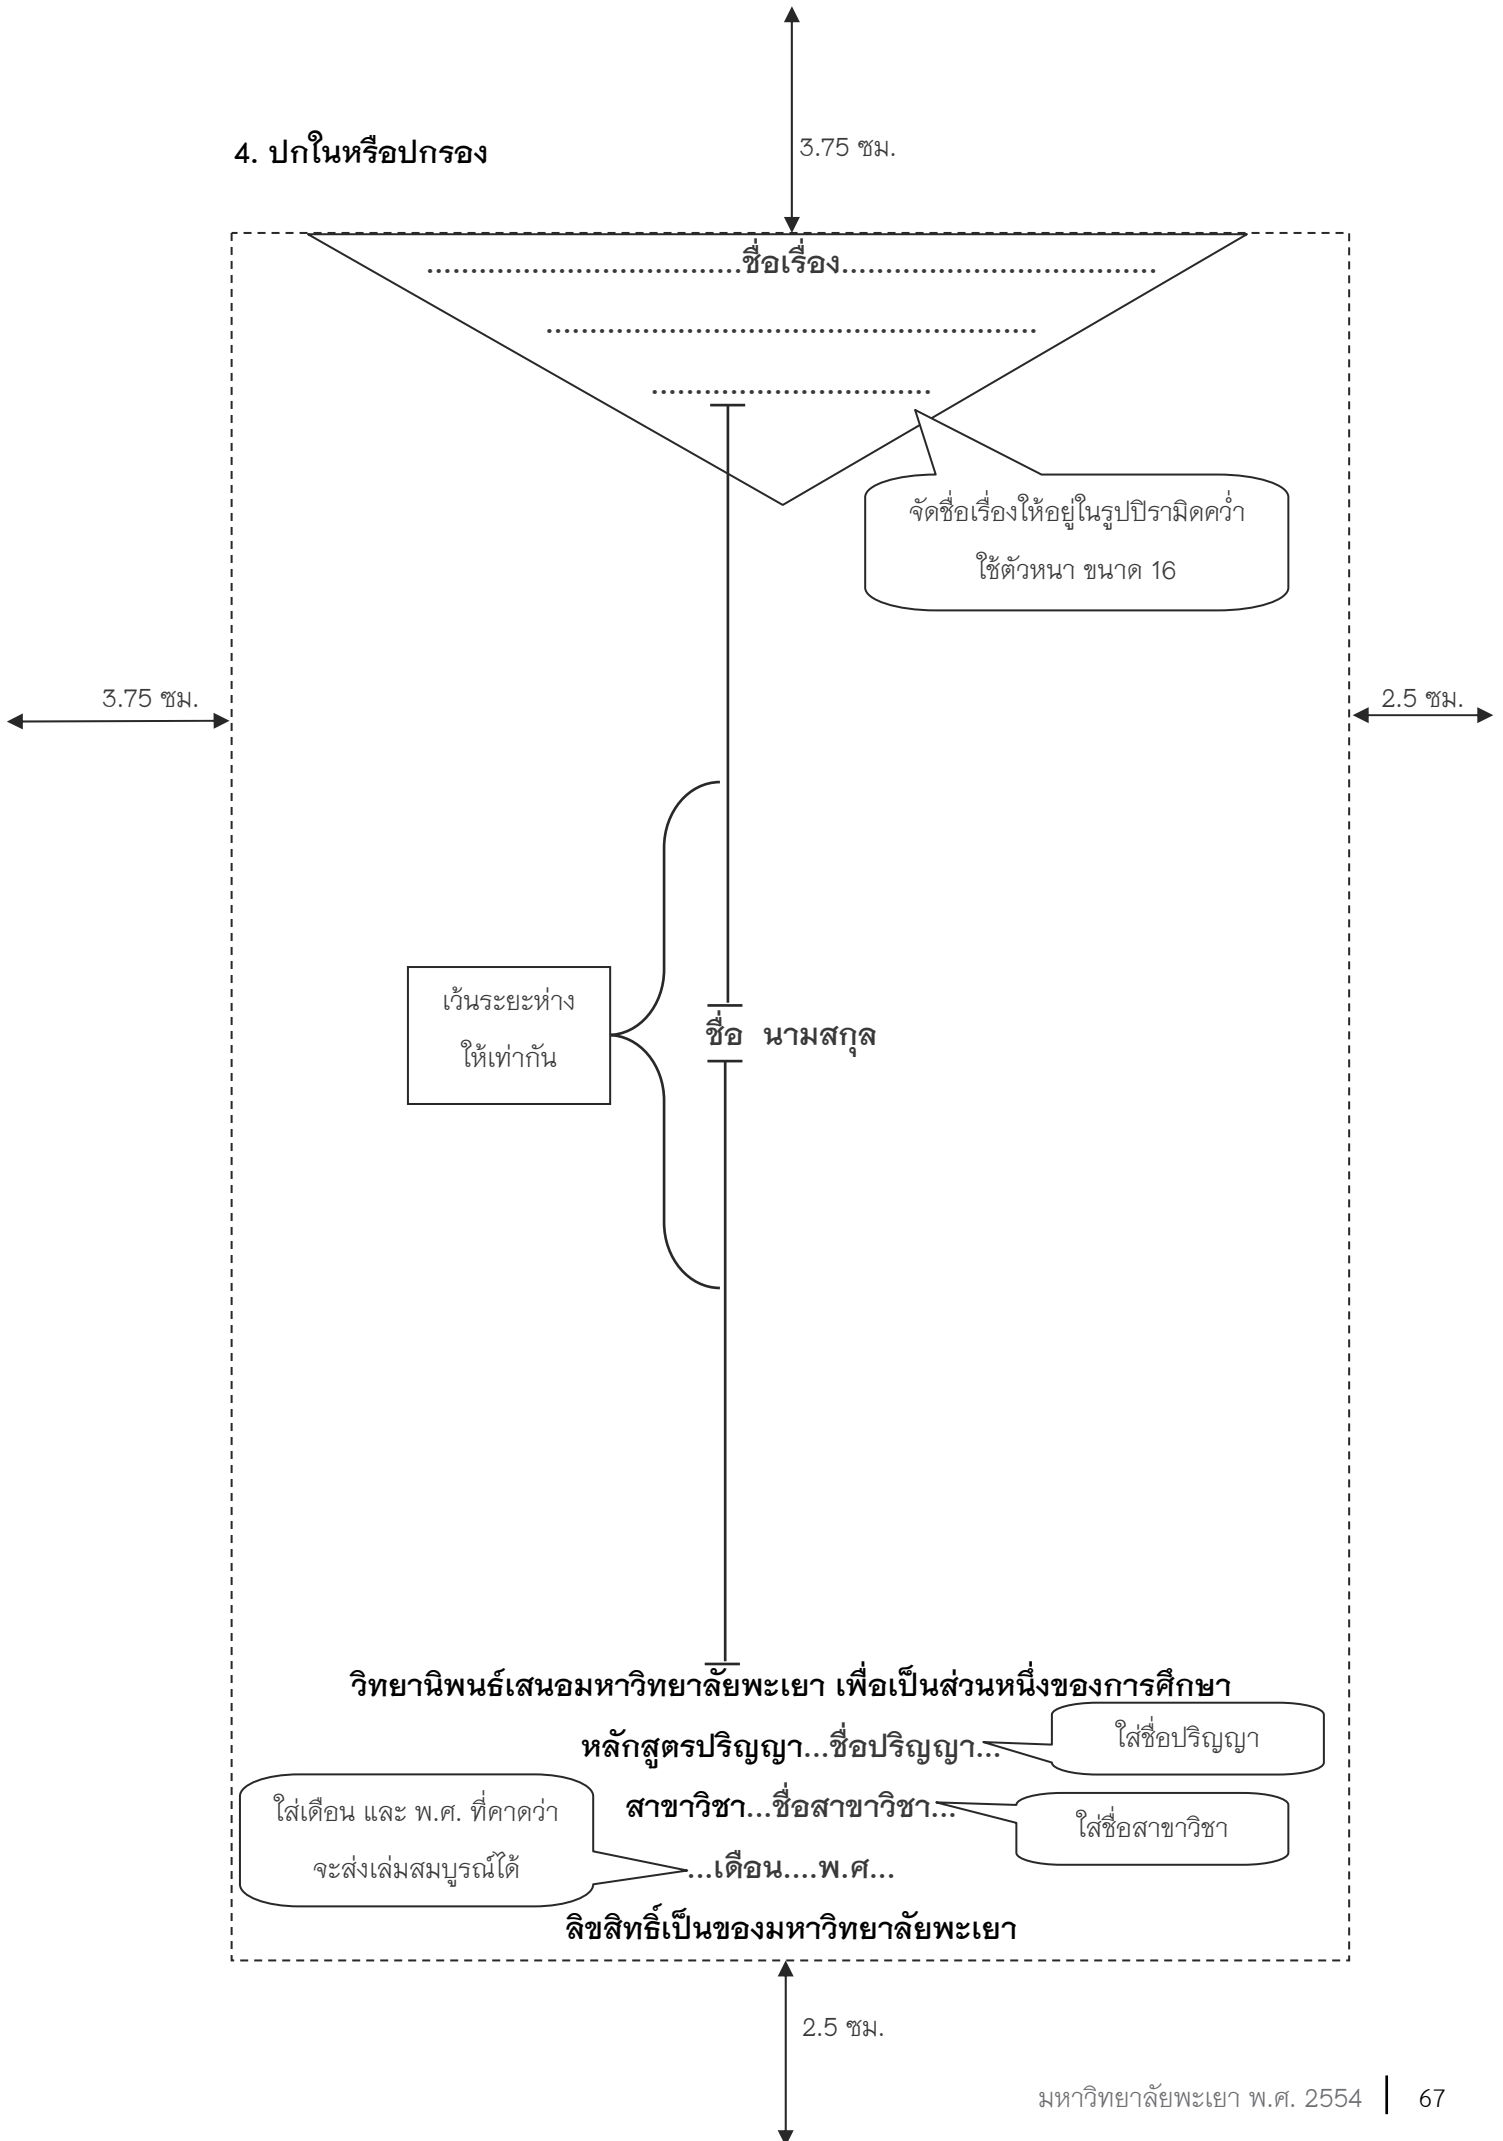 3.75 ซม.
4. ปกในหรือปกรอง
...................................ชื่อเรื่อง...................................
.......................................................
...............................
จัดชื่อเรื่องให้อยู่ในรูปปิรามิดคว่ำ
ใช้ตัวหนา ขนาด 16
3.75 ซม.
2.5 ซม.
เว้นระยะห่าง
ให้เท่ากัน
ชื่อ นามสกุล
วิทยานิพนธ์เสนอมหาวิทยาลัยพะเยา เพื่อเป็นส่วนหนึ่งของการศึกษา
หลักสูตรปริญญา...ชื่อปริญญา...
ใส่ชื่อปริญญา
สาขาวิชา...ชื่อสาขาวิชา...
ใส่ชื่อสาขาวิชา
ใส่เดือน และ พ.ศ. ที่คาดว่า
จะส่งเล่มสมบูรณ์ได้
...เดือน....พ.ศ...
ลิขสิทธิ์เป็นของมหาวิทยาลัยพะเยา
2.5 ซม.
มหาวิทยาลัยพะเยา พ.ศ. 2554 67